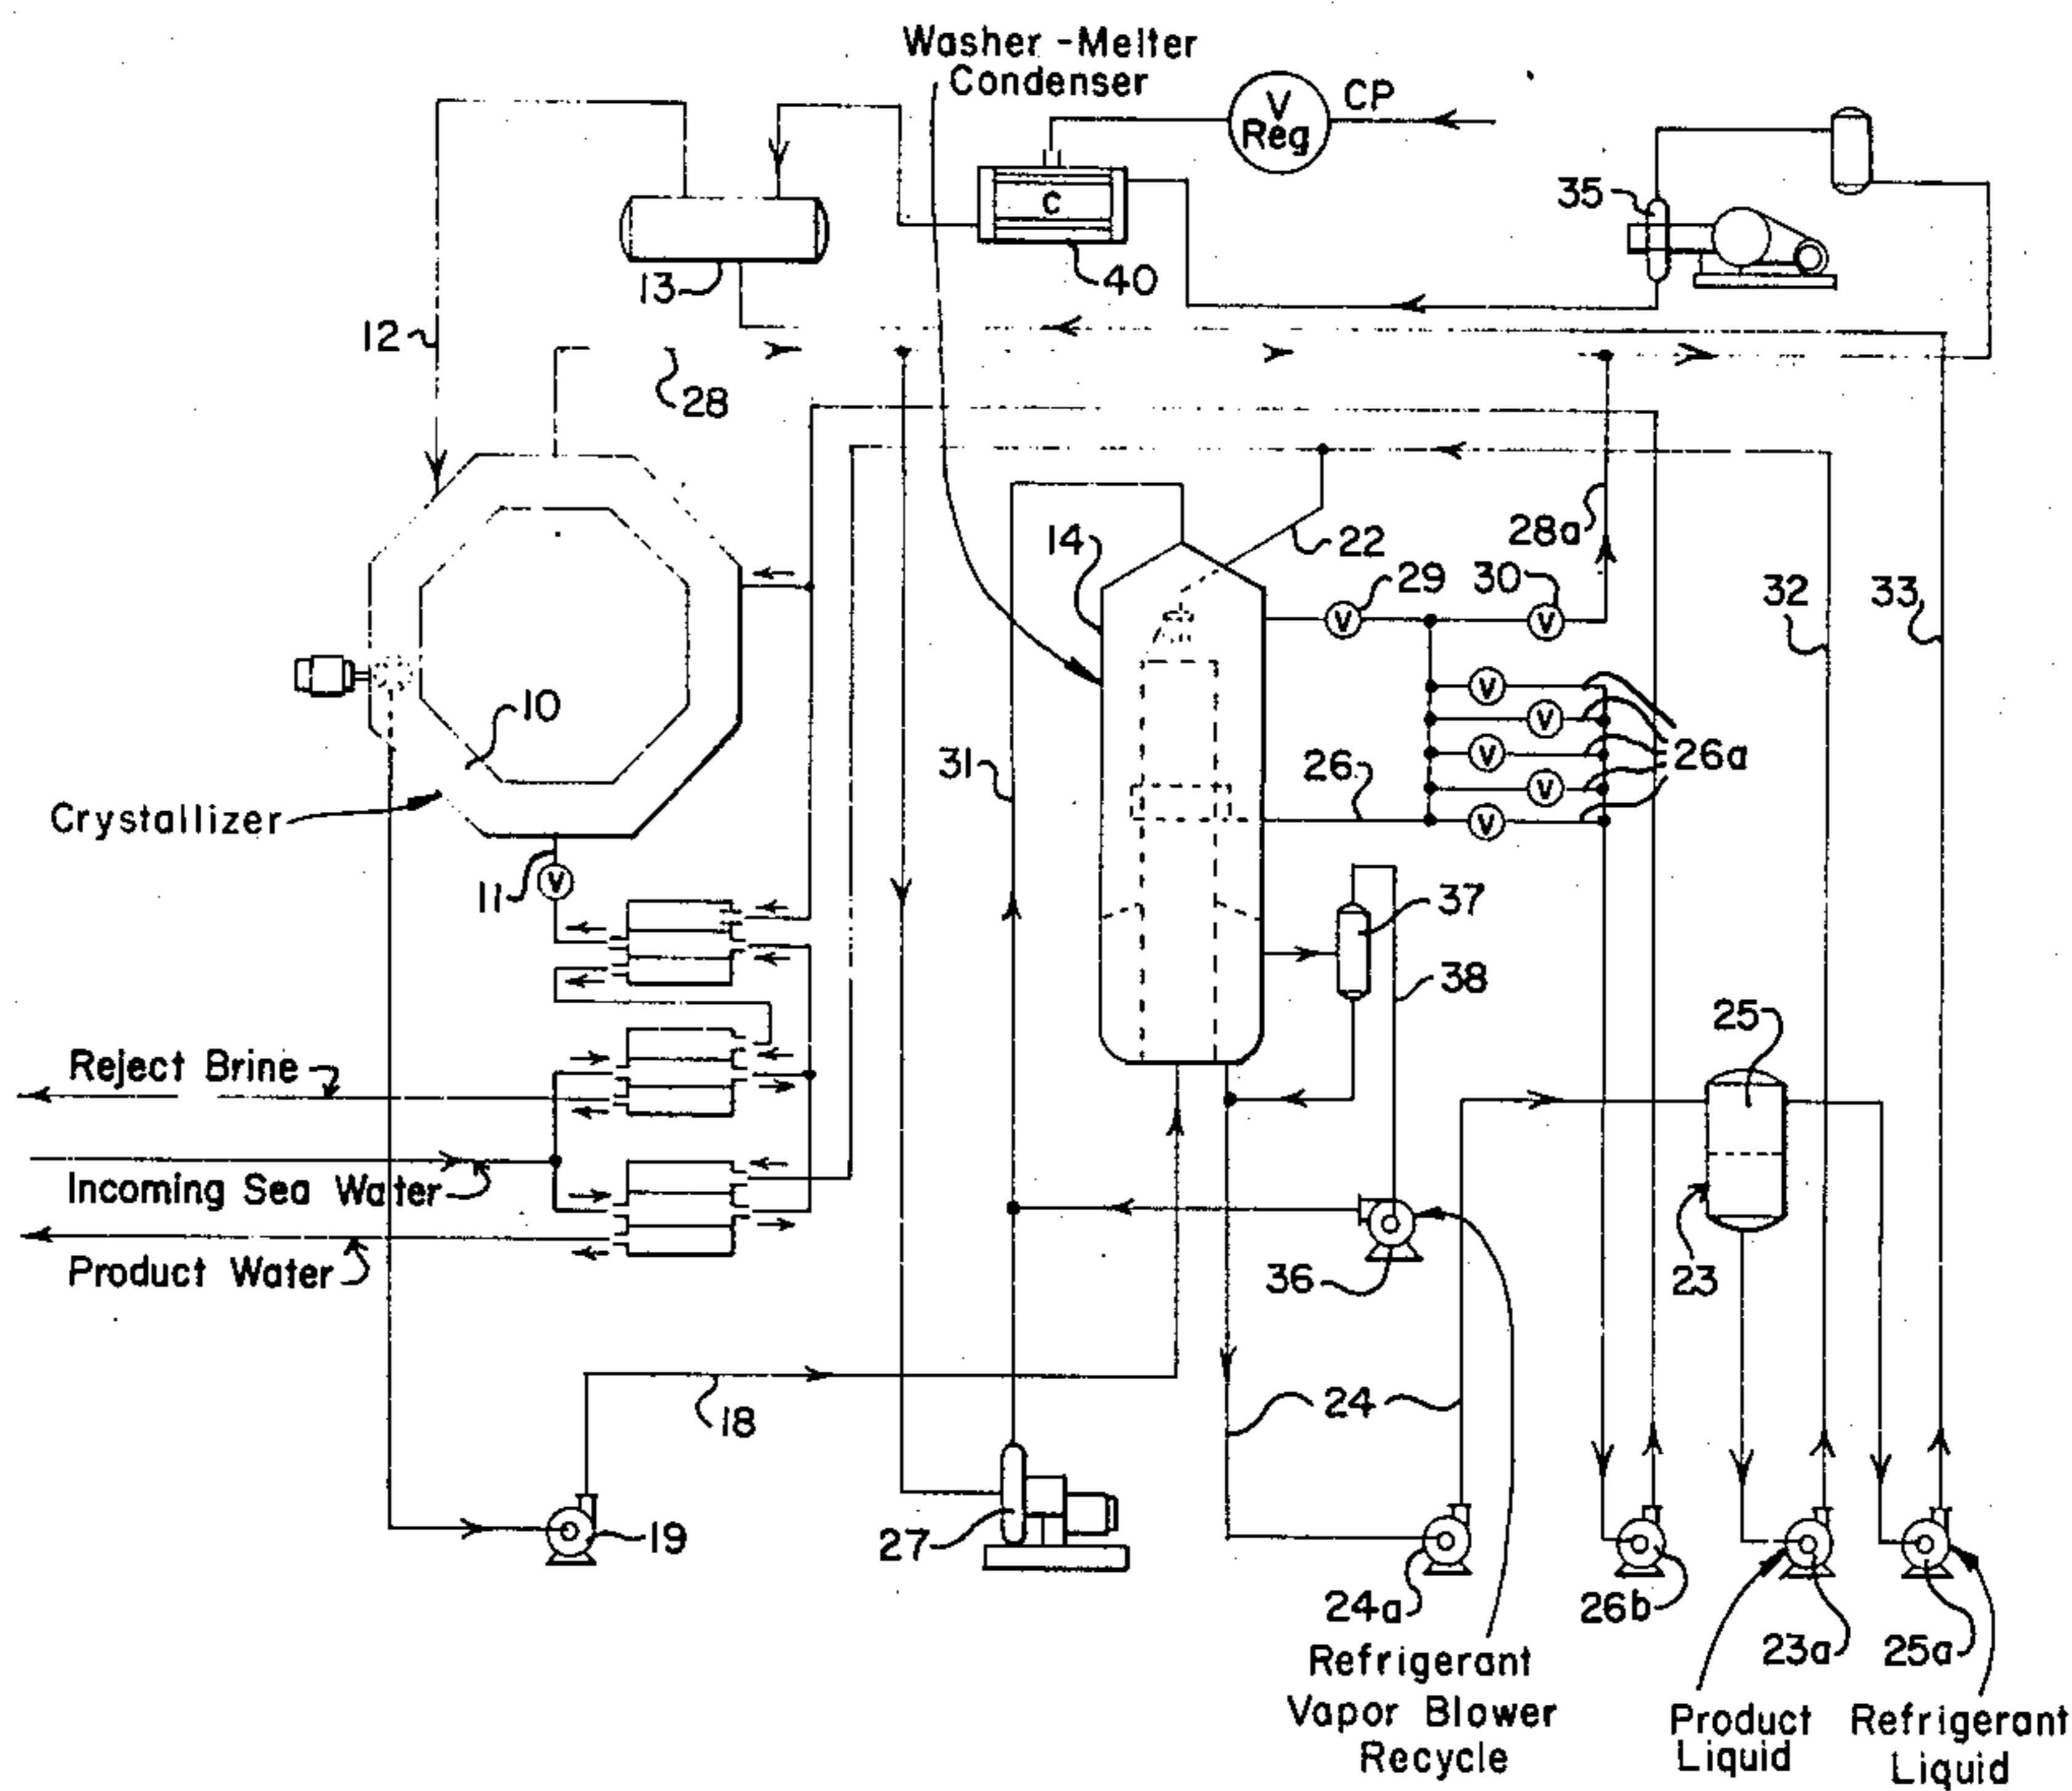 Washer-Melter
Condenser
V
Reg
CP
C
40
35
13
12
28
28a
14
22
29
30
V
V
32
33
10
V
V
V
V
V
26a
31
26
Crystallizer
11
V
37
38
25
Reject Brine
Incoming Sea Water
Product Water
23
36
24
18
19
27
24a
26b
23a
25a
Refrigerant
Vapor Blower
Recycle
Product
Liquid
Refrigerant
Liquid